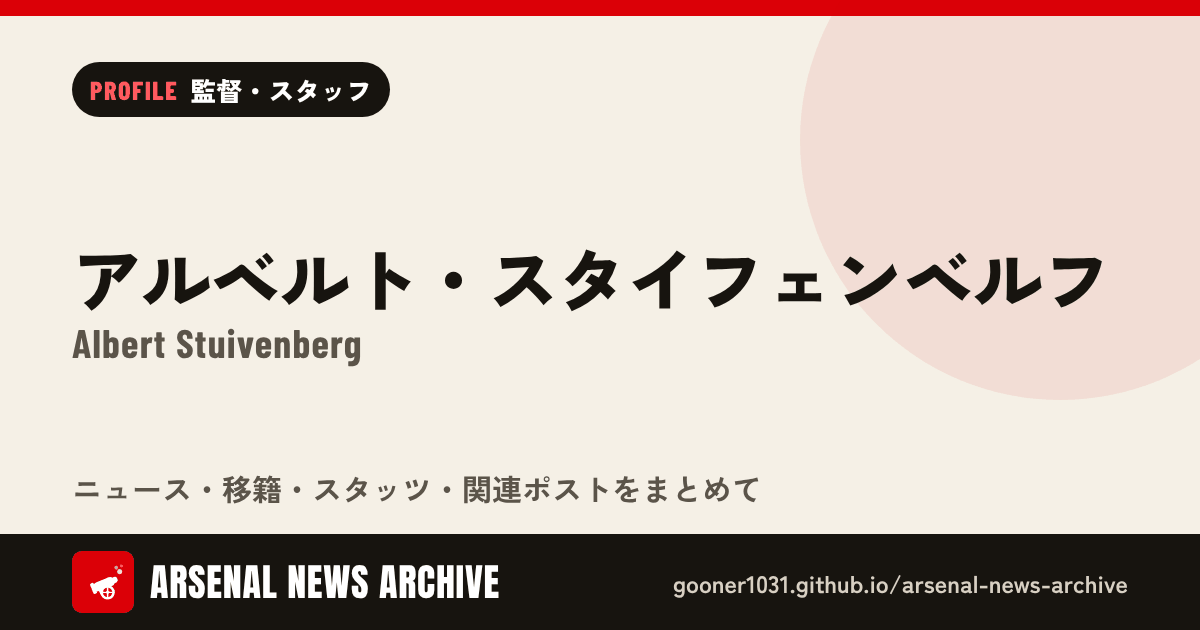 PROFILE 監督・スタッフ
アルベルト・スタイフェンベルフ
Albert Stuivenberg
ニュース・移籍・スタッツ・関連ポストをまとめて
ARSENAL NEWS ARCHIVE
gooner1031.github.io/arsenal-news-archive